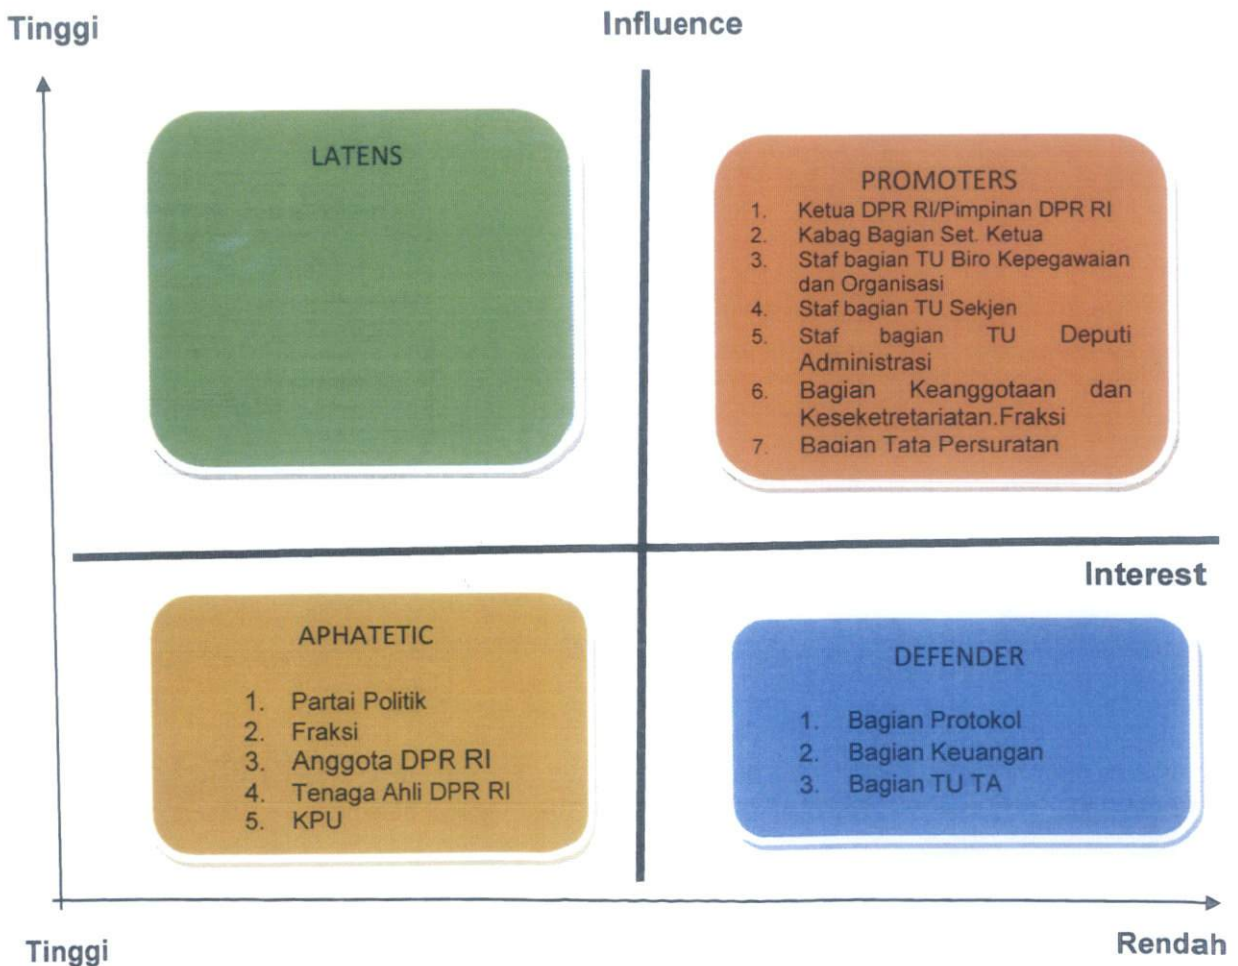 Tinggi
Influence
LATENS
PROMOTERS
1. Ketua DPR RI/Pimpinan DPR RI
2. Kabag Bagian Set. Ketua
3. Staf bagian TU Biro Kepegawaian
dan Organisasi
4. Staf bagian TU Sekjen
5. Staf bagian TU Deputi
Administrasi
6. Bagian Keanggotaan dan
Keseketretariatan.Fraksi
7. Bagian Tata Persuratan
Interest
APHATETIC
1. Partai Politik
2. Fraksi
3. Anggota DPR RI
4. Tenaga Ahli DPR RI
5. KPU
DEFENDER
1. Bagian Protokol
2. Bagian Keuangan
3. Bagian TU TA
Tinggi
Rendah